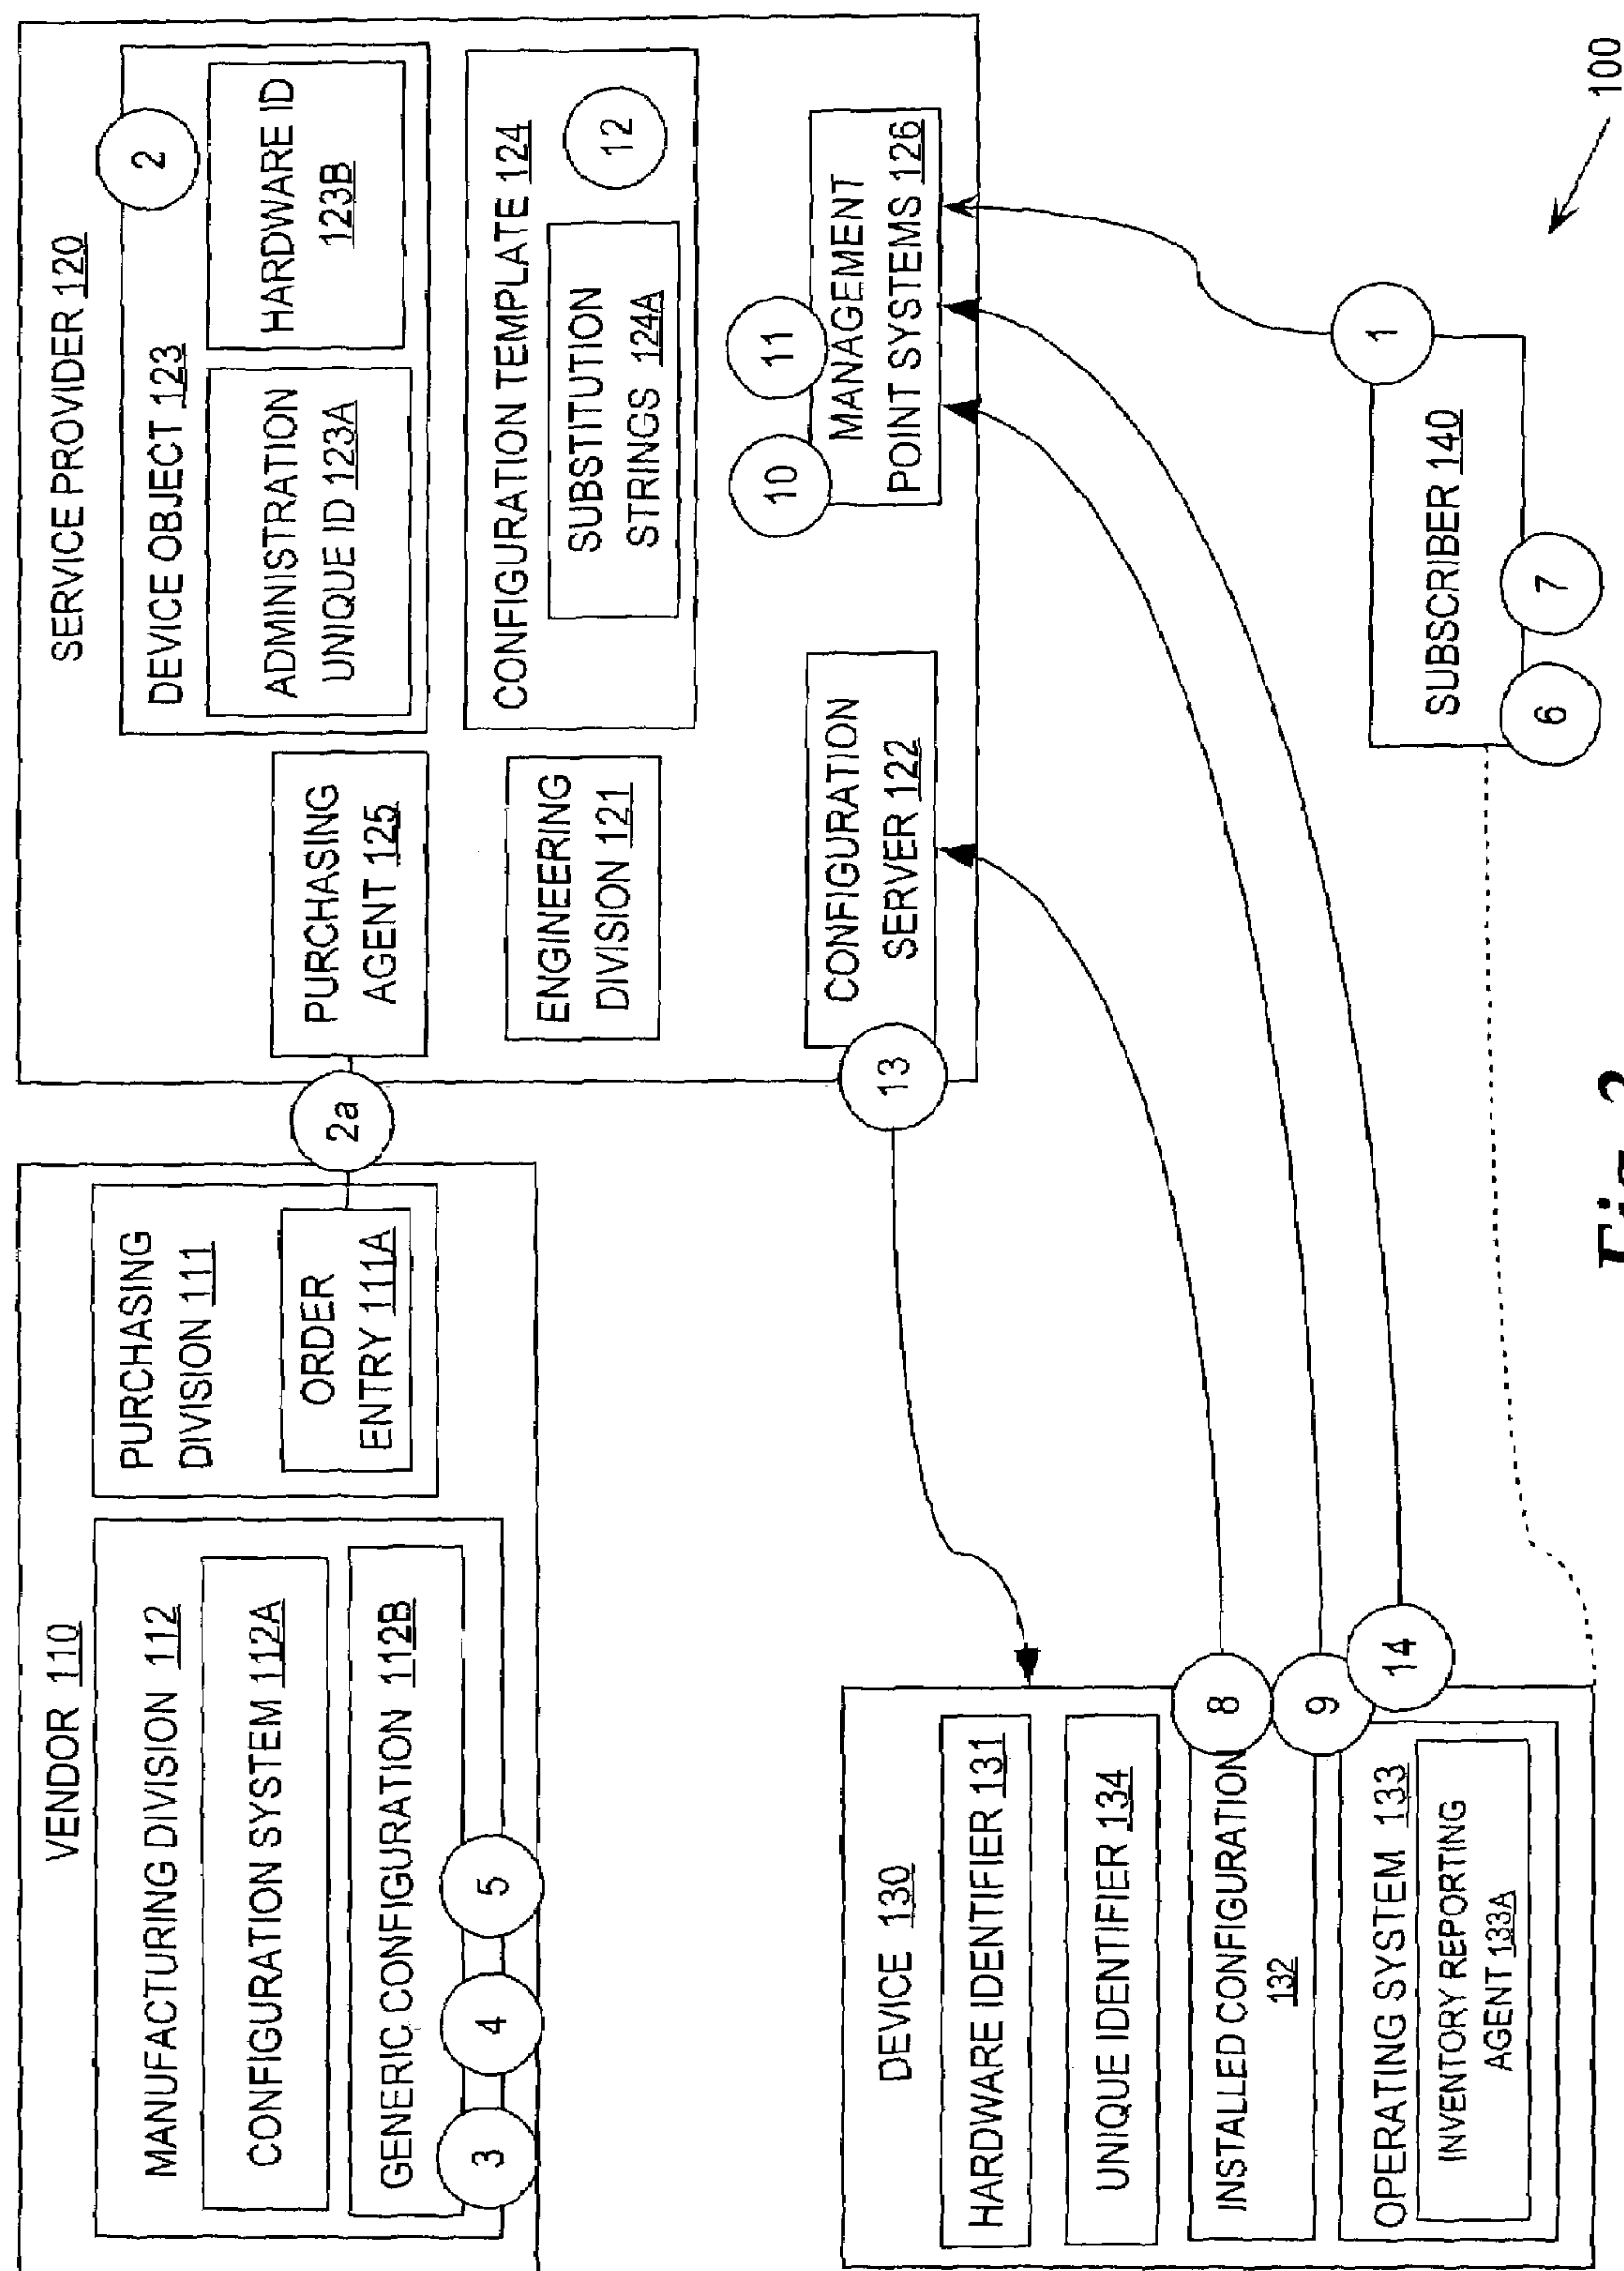 VENDOR 110
MANUFACTURING DIVISION 112
CONFIGURATION SYSTEM 112A
GENERIC CONFIGURATION 112B
3
4
5
PURCHASING
DIVISION 111
ORDER
ENTRY 111A
2a
SERVICE PROVIDER 120
PURCHASING
AGENT 125
ENGINEERING
DIVISION 121
DEVICE OBJECT 123
2
ADMINISTRATION
UNIQUE ID 123A
HARDWARE ID
123B
CONFIGURATION TEMPLATE 124
SUBSTITUTION
STRINGS 124A
12
CONFIGURATION
SERVER 122
13
10
11
MANAGEMENT
POINT SYSTEMS 126
DEVICE 130
HARDWARE IDENTIFIER 131
UNIQUE IDENTIFIER 134
INSTALLED CONFIGURATION
132
8
9
14
OPERATING SYSTEM 133
INVENTORY REPORTING
AGENT 133A
1
SUBSCRIBER 140
6
7
100
Fig. 2